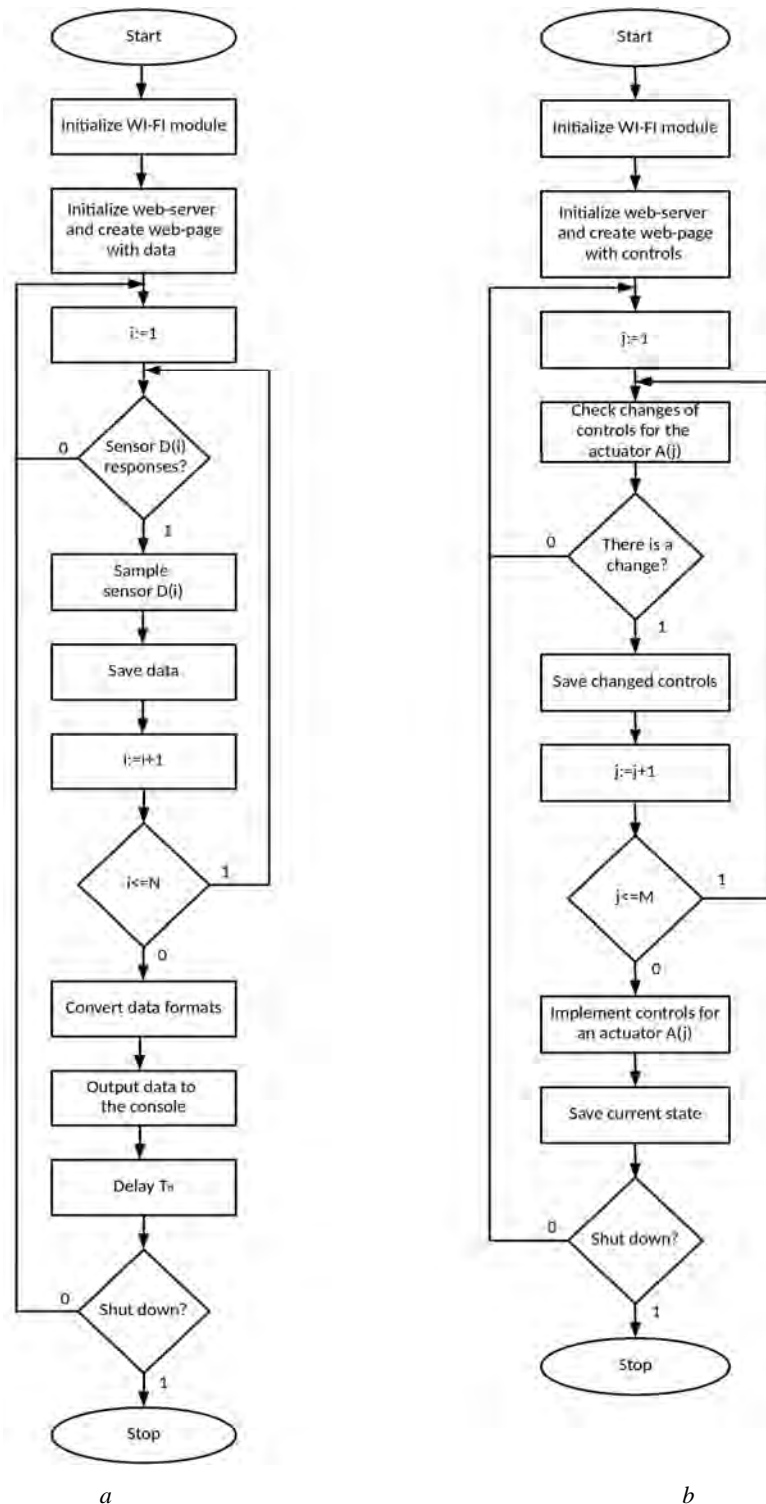 Start
Initialize WI-FI module
Initialize web-server
and create web-page
with data
i:=1
Sensor D(i)
responses?
0
1
Sample
sensor D(i)
Save data
i:=i+1
i<=N
1
0
Convert data formats
Output data to
the console
Delay Tн
Shut down?
0
1
Stop
a
Start
Initialize WI-FI module
Initialize web-server
and create web-page
with controls
j:=1
Check changes of
controls for the
actuator A(j)
There is a
change?
0
1
Save changed controls
j:=j+1
j<=M
1
0
Implement controls for
an actuator A(j)
Save current state
Shut down?
0
1
Stop
b